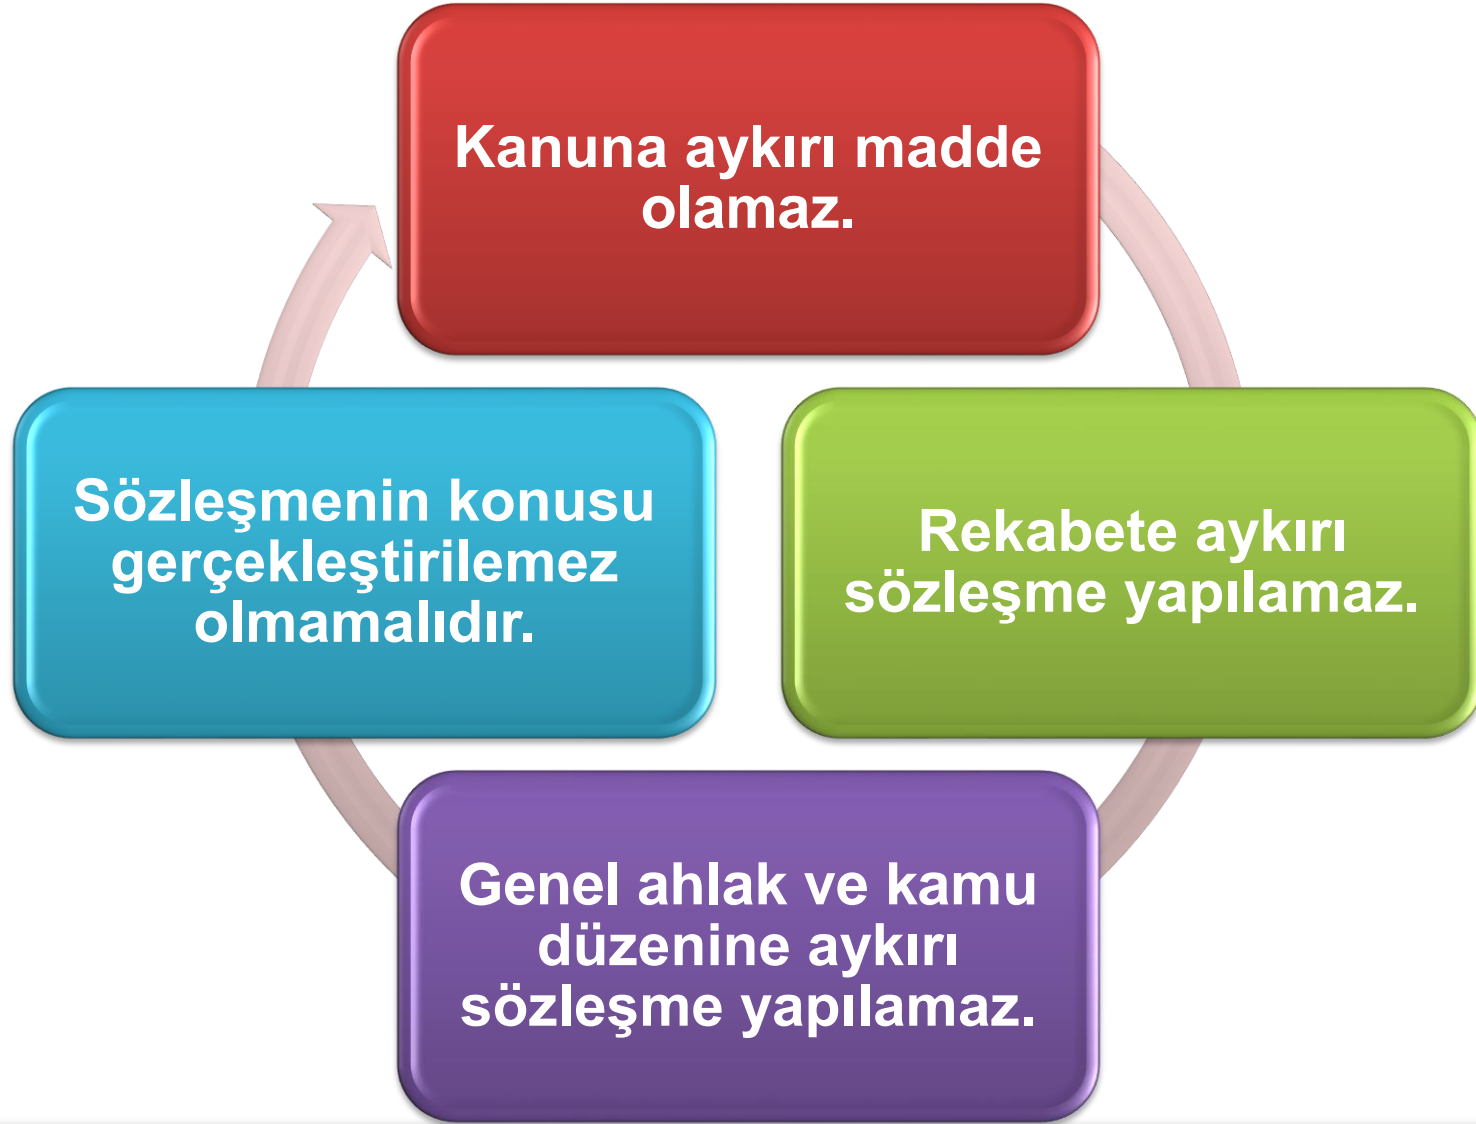 Kanuna aykırı madde
olamaz.
Rekabete aykırı
sözleşme yapılamaz.
Genel ahlak ve kamu
düzenine aykırı
sözleşme yapılamaz.
Sözleşmenin konusu
gerçekleştirilemez
olmamalıdır.